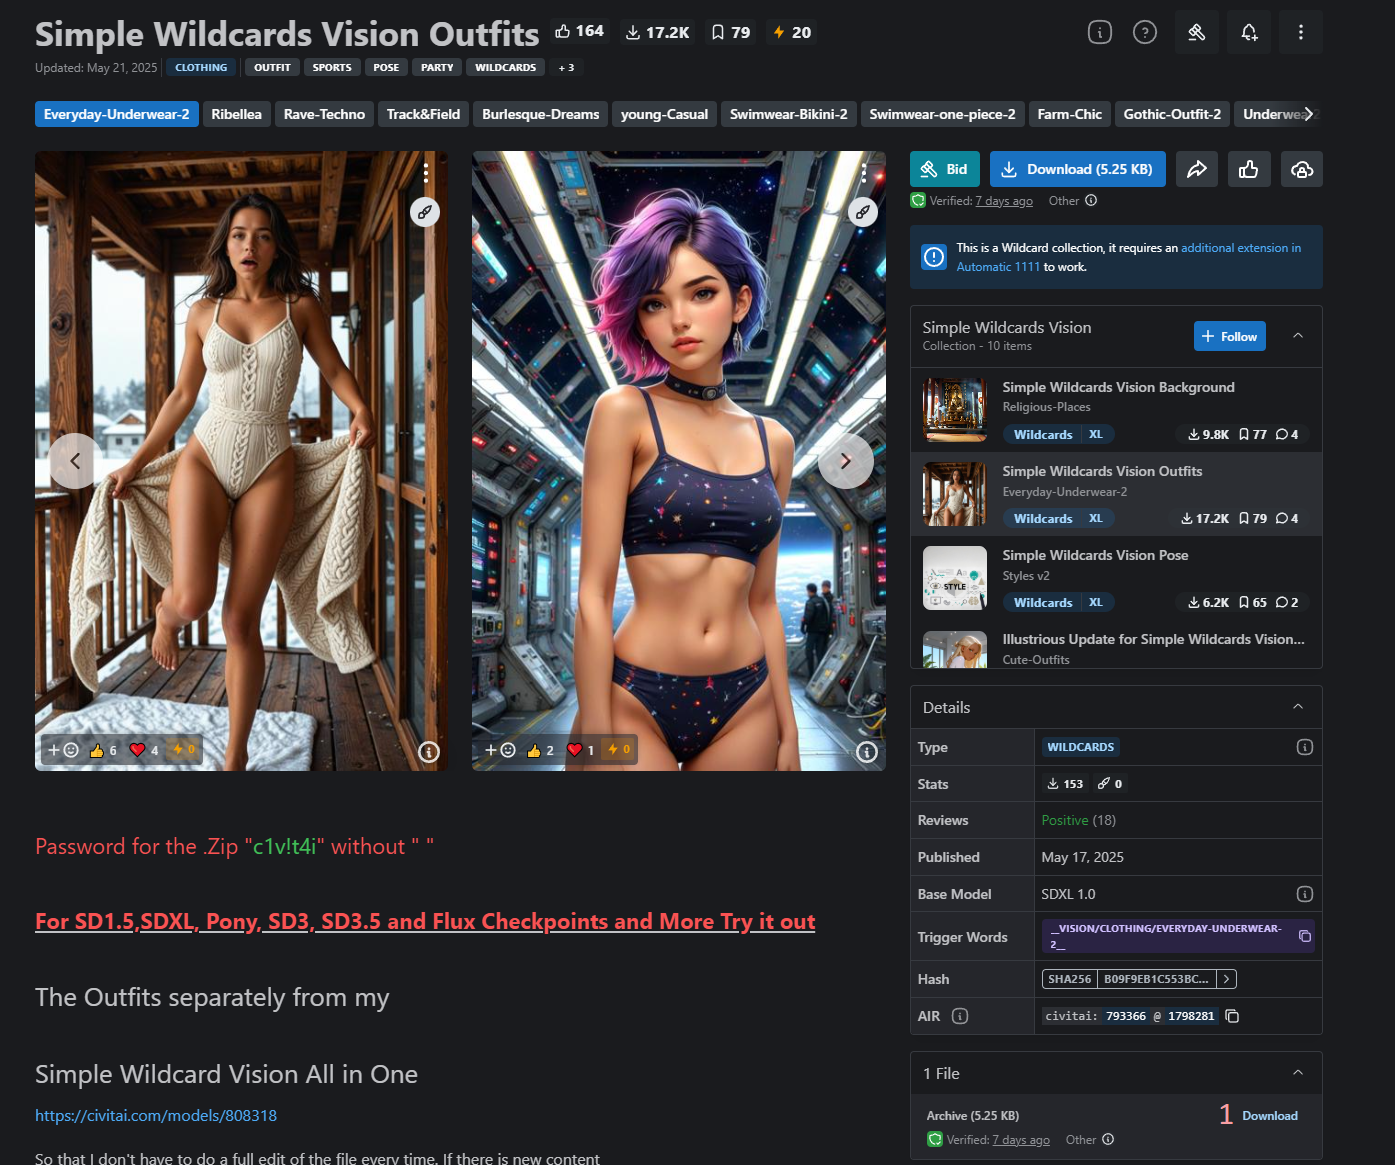 Simple Wildcards Vision Outfits 164 17.2K 79 20
Updated: May 21, 2025 CLOTHING OUTFIT SPORTS POSE PARTY WILDCARDS + 3
Everyday-Underwear-2 Ribellea Rave-Techno Track&Field Burlesque-Dreams young-Casual Swimwear-Bikini-2 Swimwear-one-piece-2 Farm-Chic Gothic-Outfit-2
6 4 0
2 1 0
Password for the .Zip "c1v!t4i" without " "
For SD1.5,SDXL, Pony, SD3, SD3.5 and Flux Checkpoints and More Try it out
The Outfits separately from my
Simple Wildcard Vision All in One
https://civitai.com/models/808318
So that I don't have to do a full edit of the file every time. If there is new content
Bid Download (5.25 KB)
Verified: 7 days ago Other
This is a Wildcard collection, it requires an additional extension in
Automatic 1111 to work.
Simple Wildcards Vision
Collection - 10 items
Follow
Simple Wildcards Vision Background
Religious-Places
Wildcards XL 9.8K 77 4
Simple Wildcards Vision Outfits
Everyday-Underwear-2
Wildcards XL 17.2K 79 4
STYLE
Simple Wildcards Vision Pose
Styles v2
Wildcards XL 6.2K 65 2
Illustrious Update for Simple Wildcards Vision...
Cute-Outfits
Details
Type WILDCARDS
Stats 153 0
Reviews Positive (18)
Published May 17, 2025
Base Model SDXL 1.0
Trigger Words __VISION/CLOTHING/EVERYDAY-UNDERWEAR-
2__
Hash SHA256 B09F9EB1C553BC...
AIR civitai: 793366 @ 1798281
1 File
Archive (5.25 KB) 1 Download
Verified: 7 days ago Other